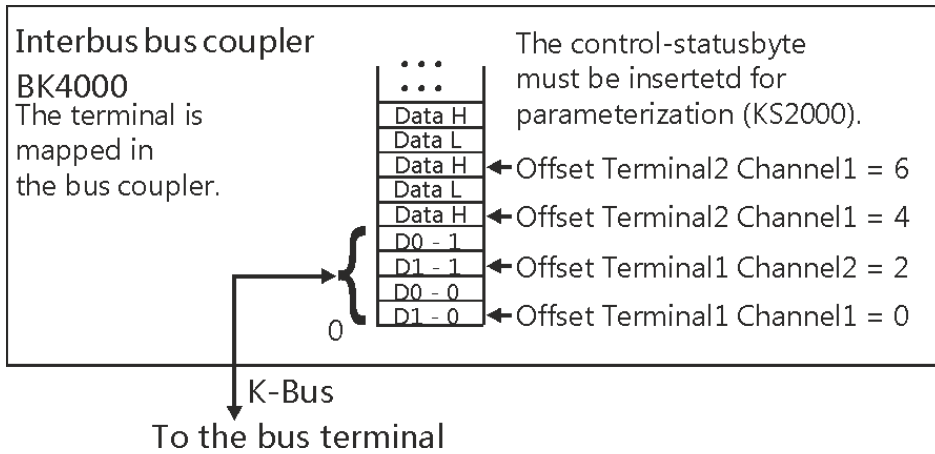 Interbus bus coupler
BK4000
The terminal is
mapped in
the bus coupler.
The control-statusbyte
must be insertetd for
parameterization (KS2000).
Data H
Data L
Data H
Offset Terminal2 Channel1 = 6
Data L
Data H
Offset Terminal2 Channel1 = 4
D0 - 1
D1 - 1
Offset Terminal1 Channel2 = 2
D0 - 0
D1 - 0
Offset Terminal1 Channel1 = 0
0
K-Bus
To the bus terminal